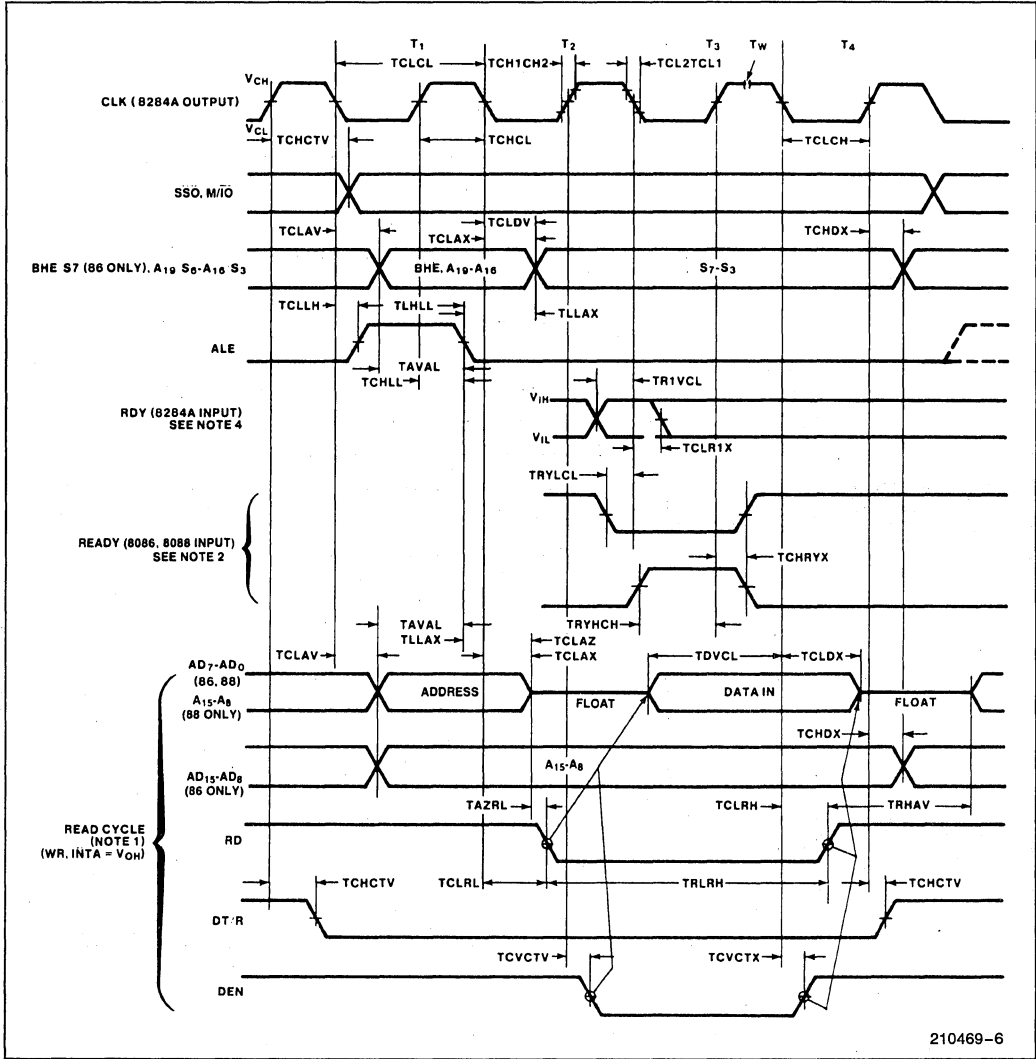 T1 T2 T3 TW T4
TCLCL TCH1CH2 TCL2TCL1
VCH
CLK (8284A OUTPUT)
VCL
TCHCTV TCHCL TCLCH
SSO, M/IO
TCLDV
TCLAV TCLAX TCHDX
BHE S7 (86 ONLY), A19 S6-A16 S3 BHE, A19-A16 S7-S3
TCLLH TLHLL TLLAX
ALE
TAVAL
TCHLL TR1VCL
RDY (8284A INPUT)
SEE NOTE 4
VIH
VIL
TCLR1X
TRYLCL
READY (8086, 8088 INPUT)
SEE NOTE 2
TCHRYX
TRYHCH
TAVAL
TLLAX TCLAZ
TCLAV TCLAX TDVCL TCLDX
AD7-AD0
(86, 88)
A15-A8
(88 ONLY)
ADDRESS FLOAT DATA IN FLOAT
TCHDX
AD15-AD8
(86 ONLY)
A15-A8
TAZRL TCLRH TRHAV
READ CYCLE
(NOTE 1)
(WR, INTA = VOH)
RD
TCHCTV TCLRL TRLRH TCHCTV
DT/R
TCVCTV TCVCTX
DEN
210469-6